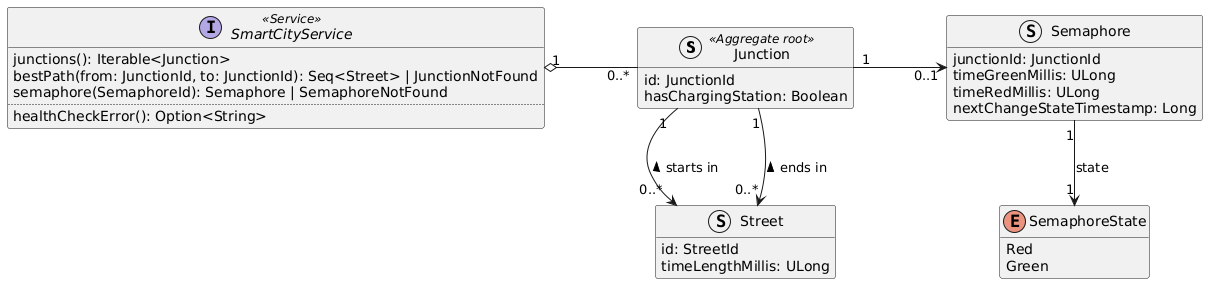 I
«Service»
SmartCityService
junctions(): Iterable<Junction>
bestPath(from: JunctionId, to: JunctionId): Seq<Street> | JunctionNotFound
semaphore(SemaphoreId): Semaphore | SemaphoreNotFound
healthCheckError(): Option<String>
1
0..*
S
«Aggregate root»
Junction
id: JunctionId
hasChargingStation: Boolean
1
0..1
S
Semaphore
junctionId: JunctionId
timeGreenMillis: ULong
timeRedMillis: ULong
nextChangeStateTimestamp: Long
1
starts in
0..*
1
ends in
0..*
1
state
1
S
Street
id: StreetId
timeLengthMillis: ULong
E
SemaphoreState
Red
Green